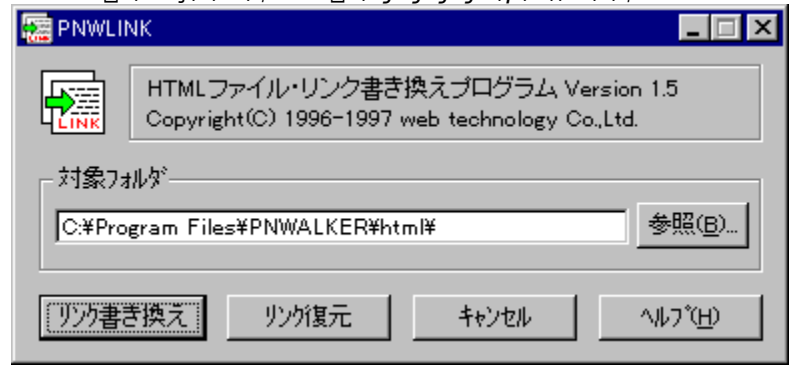 PNWLINK
LINK
HTMLファイル・リンク書き換えプログラム Version 1.5
Copyright(C) 1996-1997 web technology Co.,Ltd.
対象ﾌｫﾙﾀﾞ
C:¥Program Files¥PNWALKER¥html¥
参照(B)...
ﾘﾝｸ書き換え
ﾘﾝｸ復元
ｷｬﾝｾﾙ
ﾍﾙﾌﾟ(H)